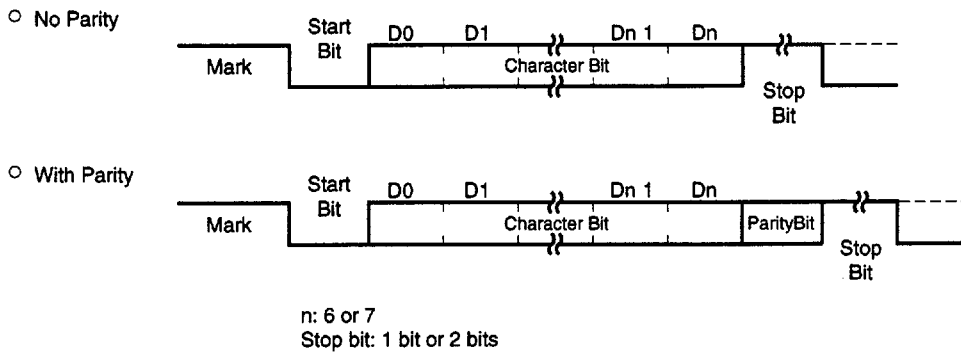 ○ No Parity
Start
Bit
D0 D1 Dn 1 Dn
Mark
Character Bit
Stop
Bit
○ With Parity
Start
Bit
D0 D1 Dn 1 Dn
Mark
Character Bit
ParityBit
Stop
Bit
n: 6 or 7
Stop bit: 1 bit or 2 bits